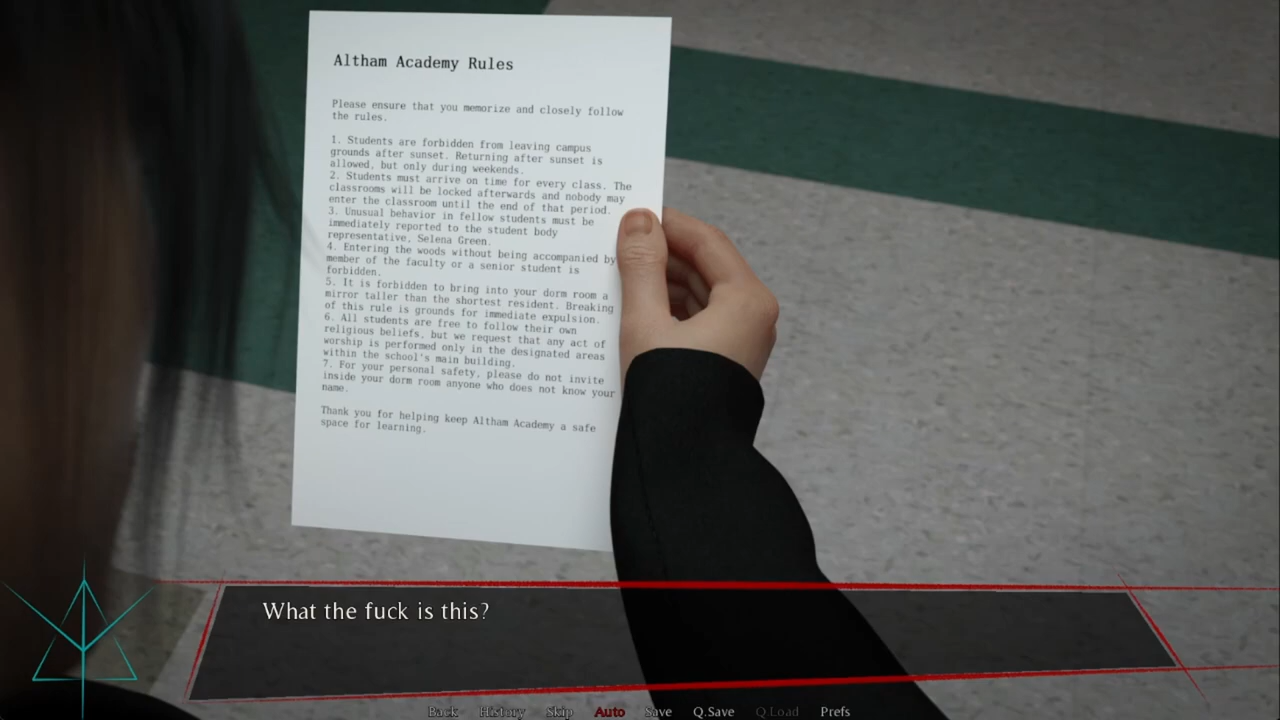 Altham Academy Rules
Please ensure that you memorize and closely follow
the rules.
1. Students are forbidden from leaving campus
grounds after sunset. Returning after sunset is
allowed, but only during weekends.
2. Students must arrive on time for every class. The
classrooms will be locked afterwards and nobody may
enter the classroom until the end of that period.
3. Unusual behavior in fellow students must be
immediately reported to the student body
representative, Selena Green.
4. Entering the woods without being accompanied by
member of the faculty or a senior student is
forbidden.
5. It is forbidden to bring into your dorm room a
mirror taller than the shortest resident. Breaking
of this rule is grounds for immediate expulsion.
6. All students are free to follow their own
religious beliefs, but we request that any act of
worship is performed only in the designated areas
within the school's main building.
7. For your personal safety, please do not invite
inside your dorm room anyone who does not know your
name.
Thank you for helping keep Altham Academy a safe
space for learning.
What the fuck is this?
Back History Skip Auto Save Q.Save Q.Load Prefs